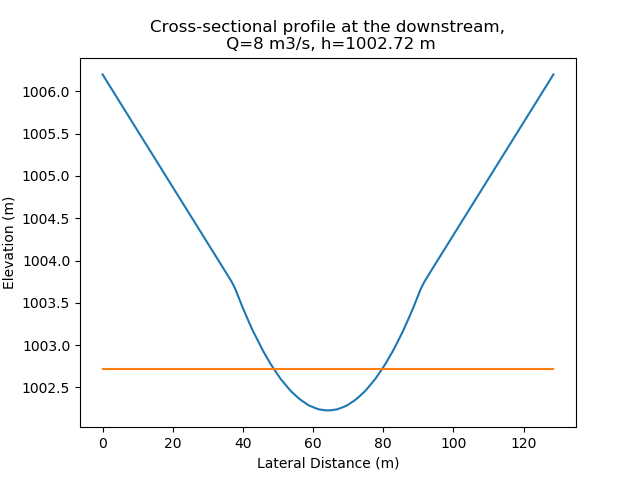 Cross-sectional profile at the downstream,
Q=8 m3/s, h=1002.72 m
1006.0
1005.5
1005.0
1004.5
1004.0
1003.5
1003.0
1002.5
Elevation (m)
0 20 40 60 80 100 120
Lateral Distance (m)